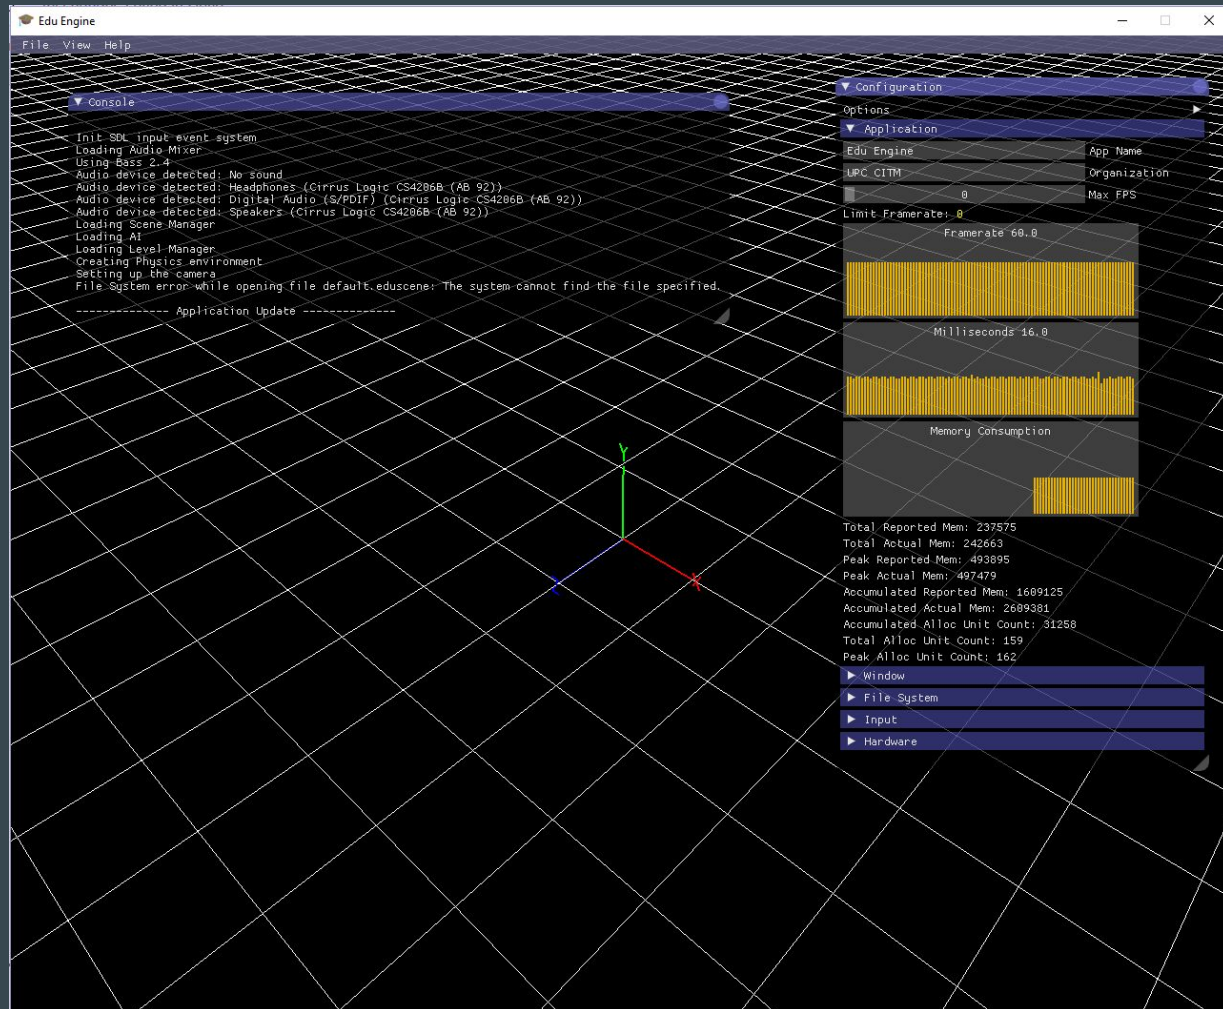 Edu Engine
File View Help
Console
Init SDL input event system
Loading Audio Mixer
Using Bass 2.4
Audio device detected: No sound
Audio device detected: Headphones (Cirrus Logic CS4206B (AB 92))
Audio device detected: Digital Audio (S/PDIF) (Cirrus Logic CS4206B (AB 92))
Audio device detected: Speakers (Cirrus Logic CS4206B (AB 92))
Loading Scene Manager
Loading AI
Loading Level Manager
Creating Physics environment
Setting up the camera
File System error while opening file default.eduscene: The system cannot find the file specified.
-------------- Application Update --------------
Y
Z
X
Configuration
Options
Application
Edu Engine App Name
UPC CITM Organization
0 Max FPS
Limit Framerate: 0
Framerate 60.0
Milliseconds 16.0
Memory Consumption
Total Reported Mem: 237575
Total Actual Mem: 242663
Peak Reported Mem: 493895
Peak Actual Mem: 497479
Accumulated Reported Mem: 1609125
Accumulated Actual Mem: 2609381
Accumulated Alloc Unit Count: 31258
Total Alloc Unit Count: 159
Peak Alloc Unit Count: 162
Window
File System
Input
Hardware